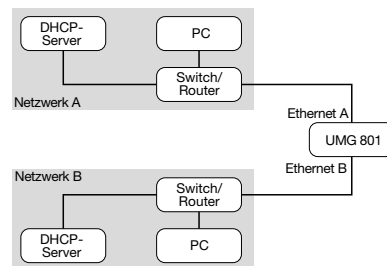 DHCP-
Server
PC
Switch/
Router
Netzwerk A
Ethernet A
UMG 801
Ethernet B
Netzwerk B
Switch/
Router
DHCP-
Server
PC